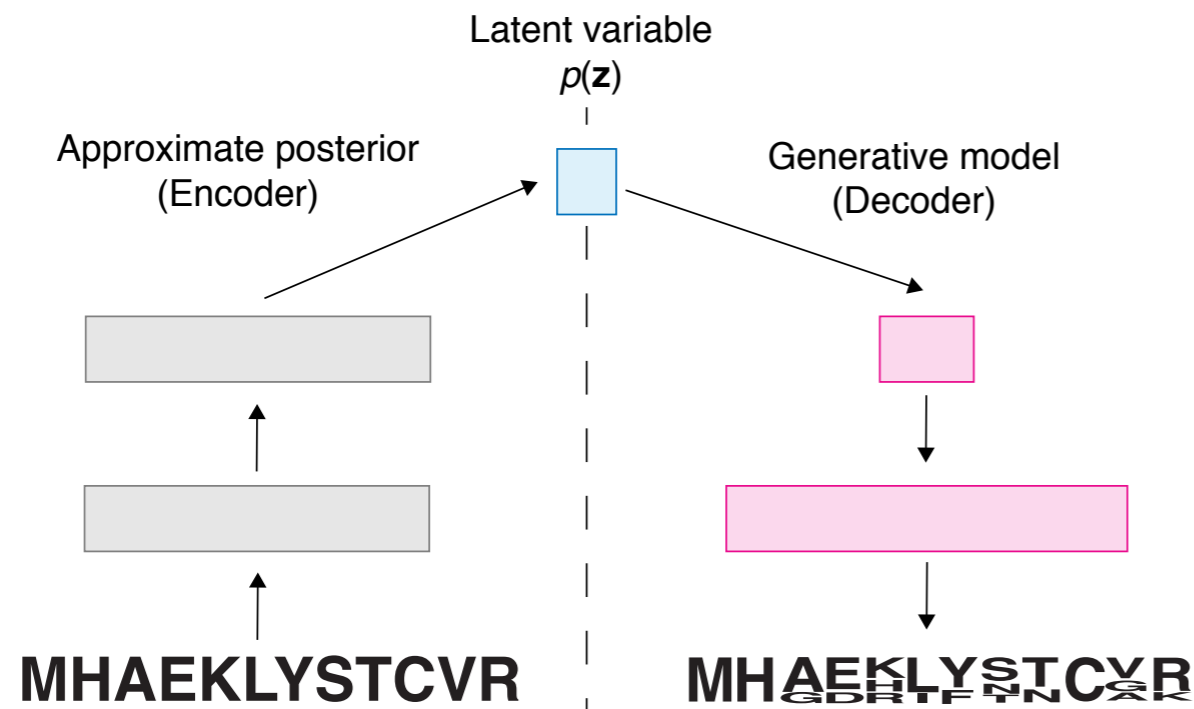 Latent variable
p(z)
Approximate posterior
(Encoder)
Generative model
(Decoder)
MHAEKLYSTCVR
MHAEKLYSTCVR